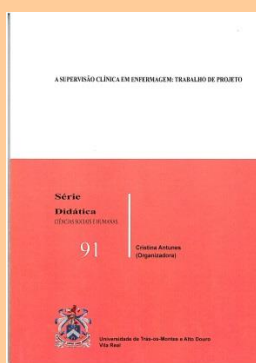 A SUPERVISÃO CLÍNICA EM ENFERMAGEM: TRABALHO DE PROJETO
Série
Didática
CIÊNCIAS SOCIAIS E HUMANAS
91
Cristina Antunes
(Organizadora)
Universidade de Trás-os-Montes e Alto Douro
Vila Real